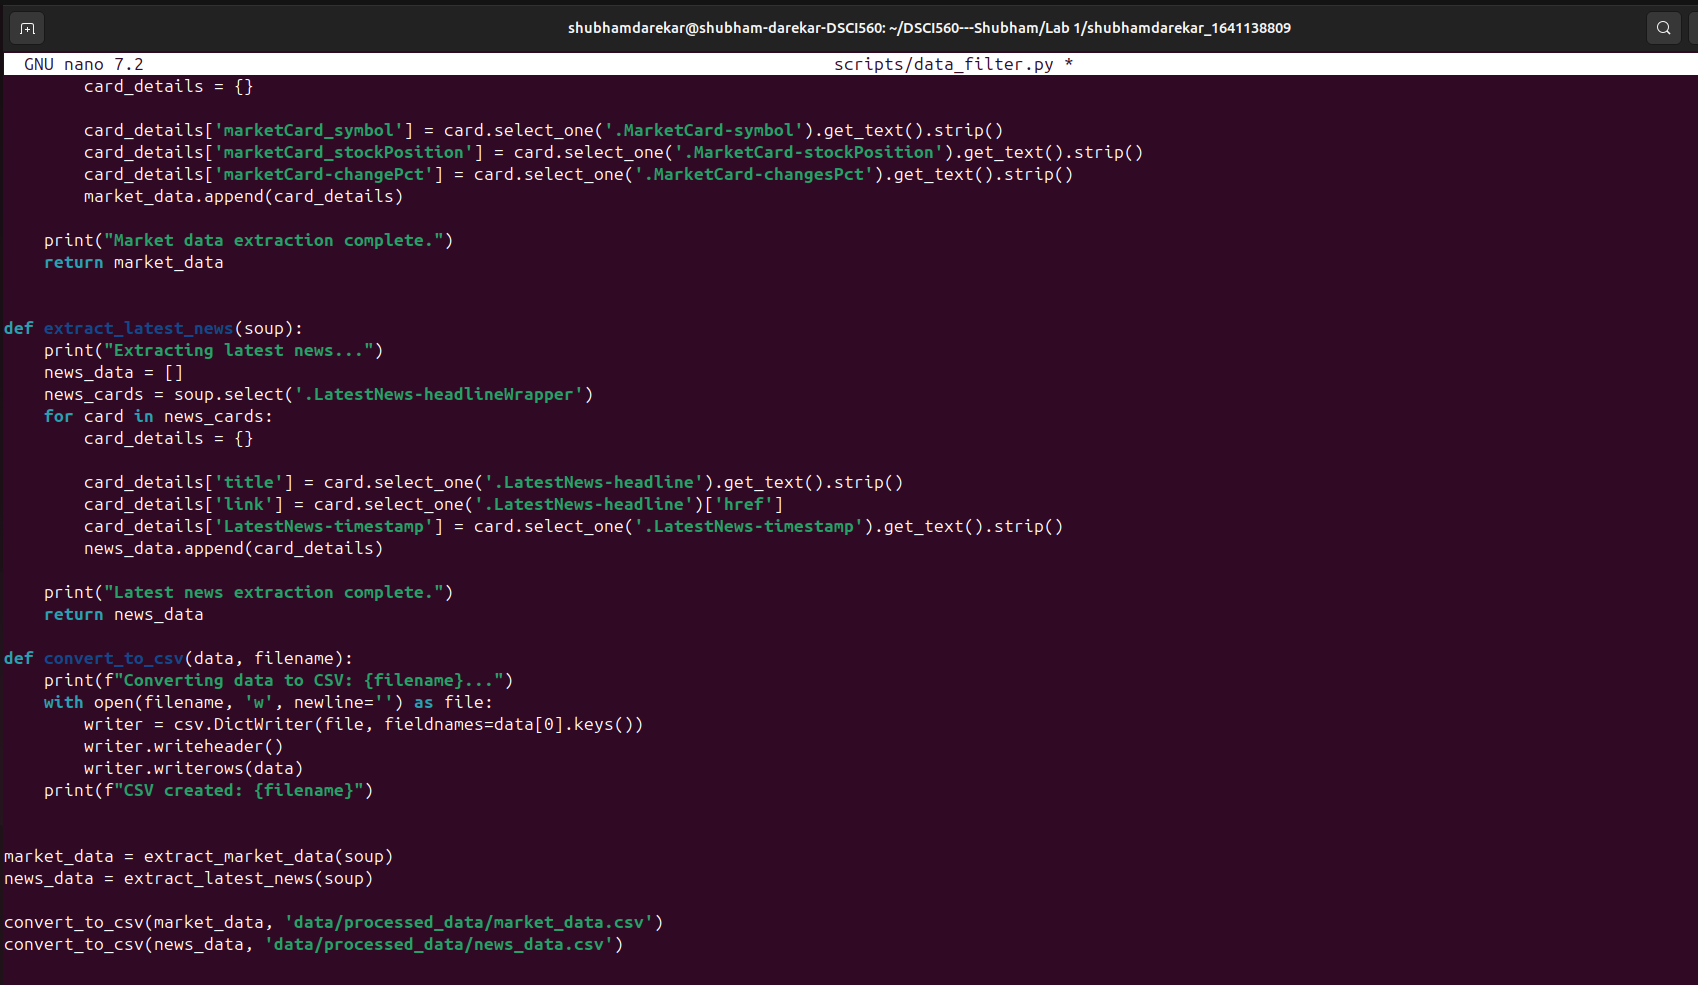 shubhamdarekar@shubham-darekar-DSCI560: ~/DSCI560---Shubham/Lab 1/shubhamdarekar_1641138809
GNU nano 7.2 scripts/data_filter.py *
        card_details = {}

        card_details['marketCard_symbol'] = card.select_one('.MarketCard-symbol').get_text().strip()
        card_details['marketCard_stockPosition'] = card.select_one('.MarketCard-stockPosition').get_text().strip()
        card_details['marketCard-changePct'] = card.select_one('.MarketCard-changesPct').get_text().strip()
        market_data.append(card_details)

    print("Market data extraction complete.")
    return market_data


def extract_latest_news(soup):
    print("Extracting latest news...")
    news_data = []
    news_cards = soup.select('.LatestNews-headlineWrapper')
    for card in news_cards:
        card_details = {}

        card_details['title'] = card.select_one('.LatestNews-headline').get_text().strip()
        card_details['link'] = card.select_one('.LatestNews-headline')['href']
        card_details['LatestNews-timestamp'] = card.select_one('.LatestNews-timestamp').get_text().strip()
        news_data.append(card_details)

    print("Latest news extraction complete.")
    return news_data

def convert_to_csv(data, filename):
    print(f"Converting data to CSV: {filename}...")
    with open(filename, 'w', newline='') as file:
        writer = csv.DictWriter(file, fieldnames=data[0].keys())
        writer.writeheader()
        writer.writerows(data)
    print(f"CSV created: {filename}")


market_data = extract_market_data(soup)
news_data = extract_latest_news(soup)

convert_to_csv(market_data, 'data/processed_data/market_data.csv')
convert_to_csv(news_data, 'data/processed_data/news_data.csv')